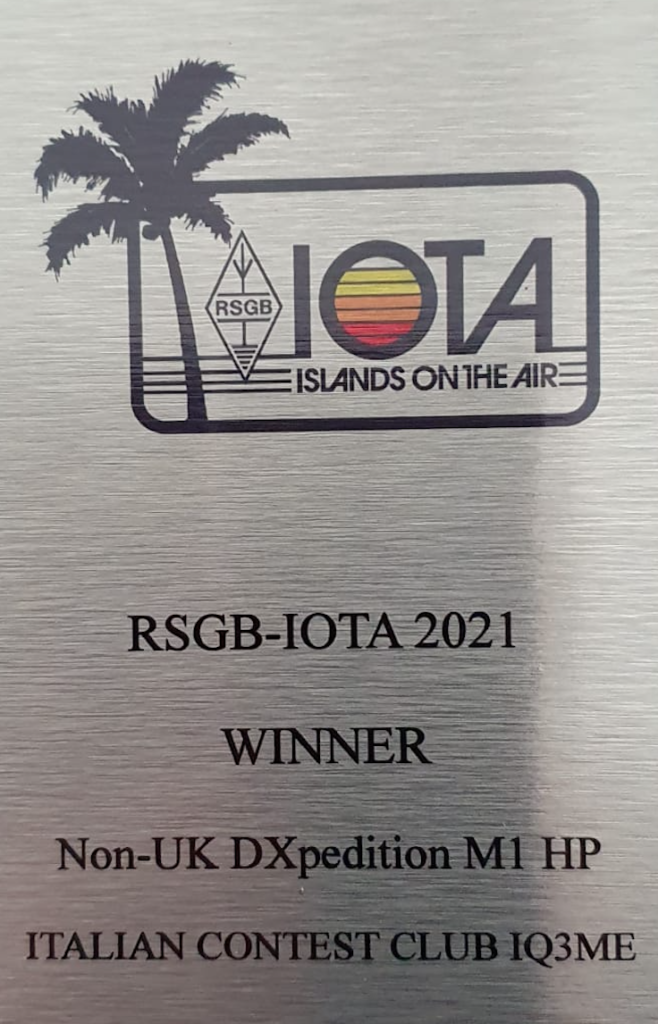 RSGB
IOTA
ISLANDS ON THE AIR
RSGB-IOTA 2021
WINNER
Non-UK DXpedition M1 HP
ITALIAN CONTEST CLUB IQ3ME